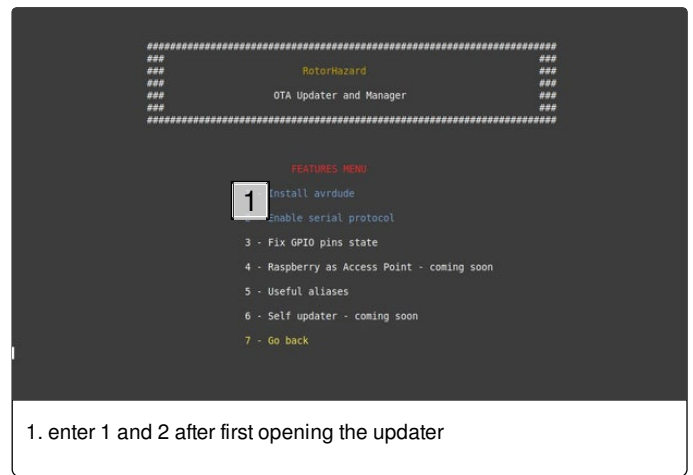 ######################################################################
### ###
### RotorHazard ###
### ###
### OTA Updater and Manager ###
### ###
######################################################################
FEATURES MENU
1
Install avrdude
Enable serial protocol
3 - Fix GPIO pins state
4 - Raspberry as Access Point - coming soon
5 - Useful aliases
6 - Self updater - coming soon
7 - Go back
1. enter 1 and 2 after first opening the updater